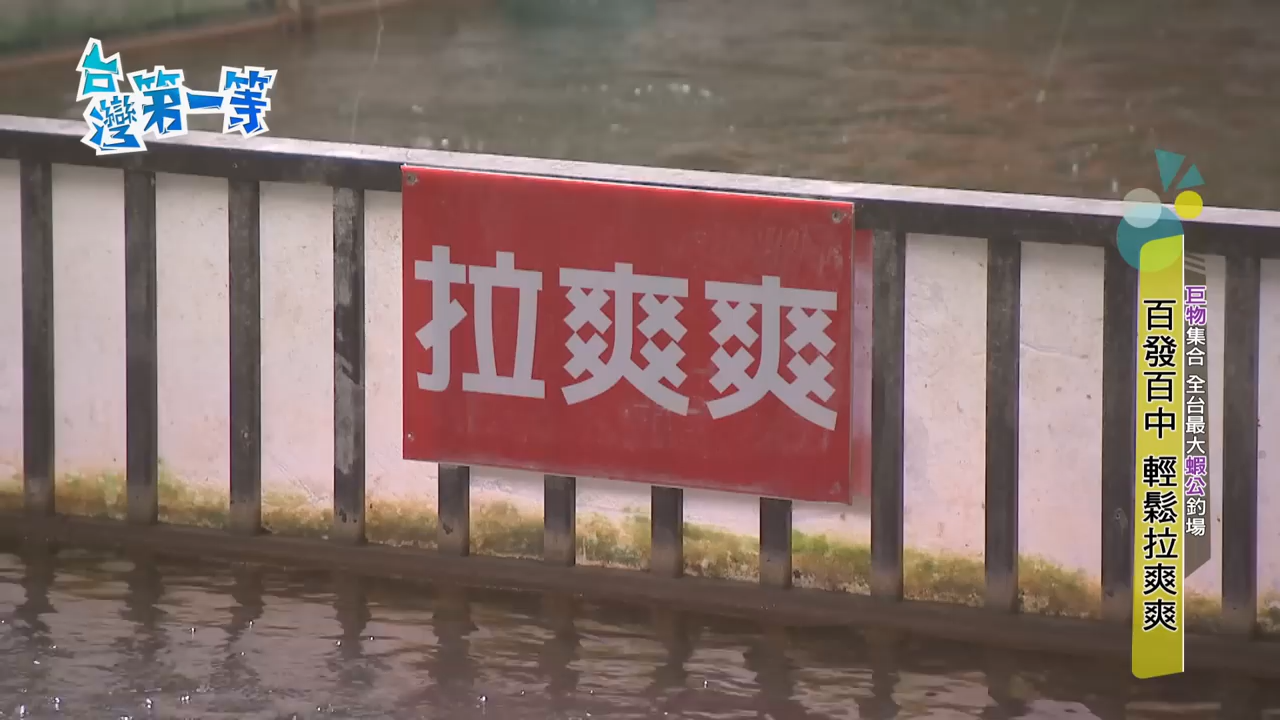 台灣第一等
拉爽爽
巨物集合 全台最大蝦公釣場
百發百中 輕鬆拉爽爽